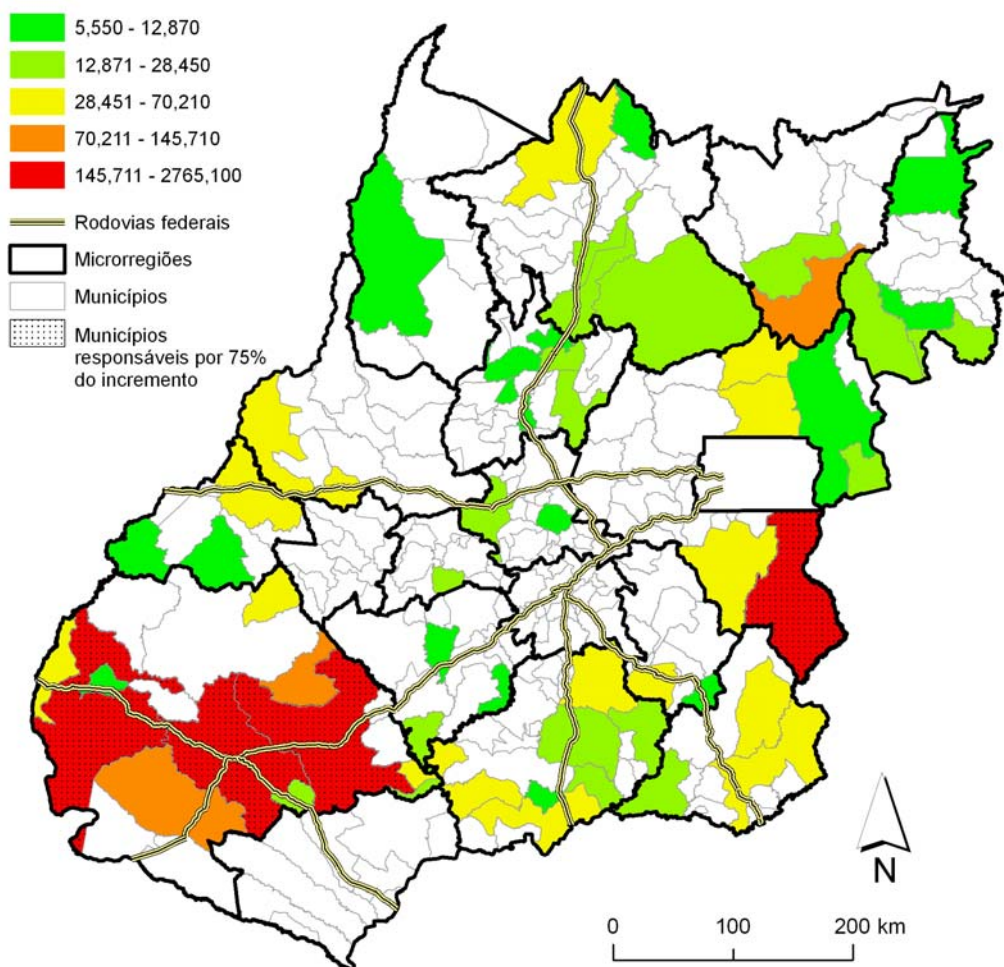 5,550 - 12,870
12,871 - 28,450
28,451 - 70,210
70,211 - 145,710
145,711 - 2765,100
Rodovias federais
Microrregiões
Municípios
Municípios
responsáveis por 75%
do incremento
N
0 100 200 km